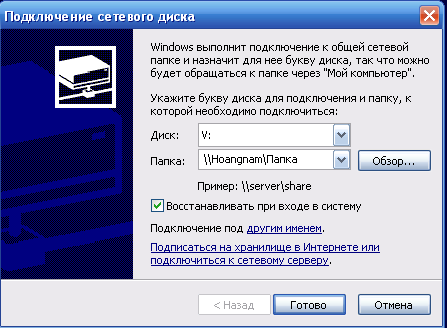 Подключение сетевого диска
Windows выполнит подключение к общей сетевой
папке и назначит для нее букву диска, так что можно
будет обращаться к папке через "Мой компьютер".
Укажите букву диска для подключения и папку, к
которой необходимо подключиться:
Диск: V:
Папка: \\Hoangnam\Папка Обзор...
Пример: \\server\share
Восстанавливать при входе в систему
Подключение под другим именем.
Подписаться на хранилище в Интернете или
подключиться к сетевому серверу.
< Назад Готово Отмена